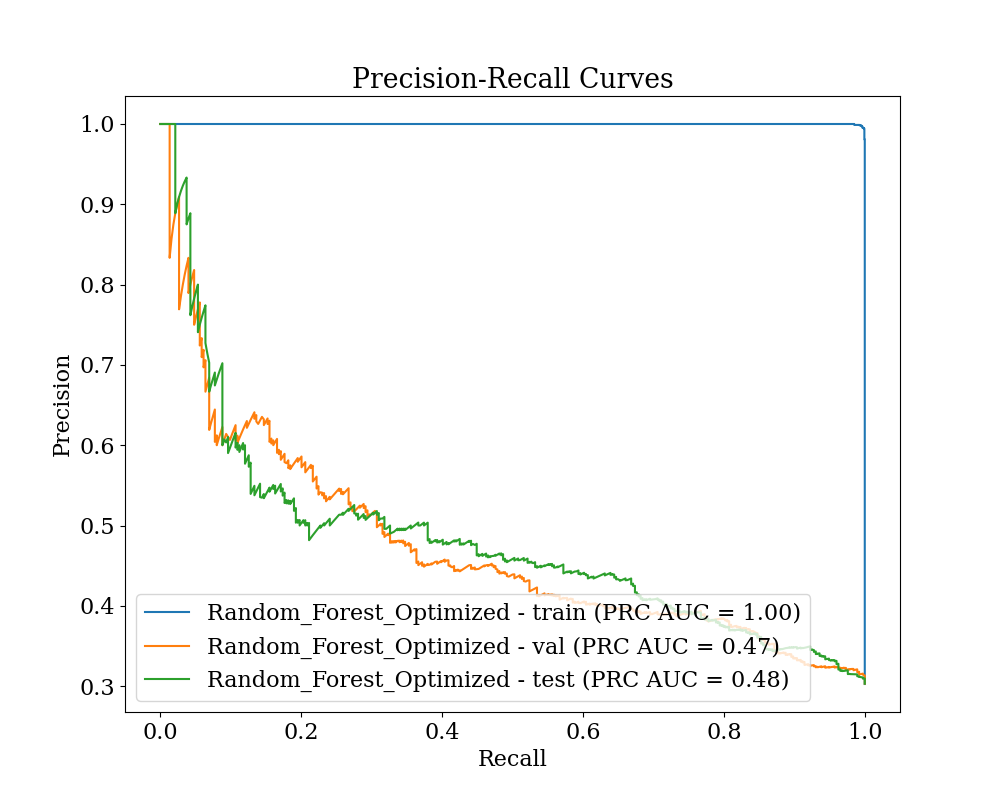 Precision-Recall Curves
Precision
1.0
0.9
0.8
0.7
0.6
0.5
0.4
0.3
Random_Forest_Optimized - train (PRC AUC = 1.00)
Random_Forest_Optimized - val (PRC AUC = 0.47)
Random_Forest_Optimized - test (PRC AUC = 0.48)
0.0 0.2 0.4 0.6 0.8 1.0
Recall